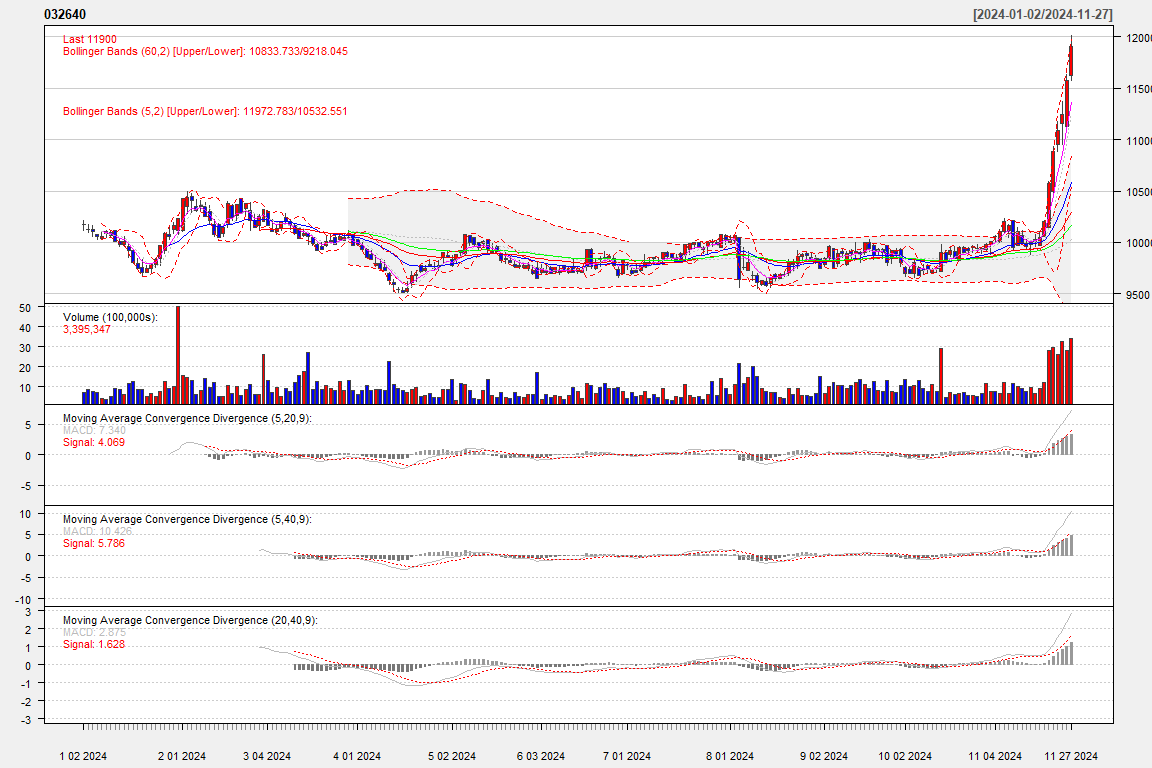 032640
[2024-01-02/2024-11-27]
Last 11900
Bollinger Bands (60,2) [Upper/Lower]: 10833.733/9218.045
Bollinger Bands (5,2) [Upper/Lower]: 11972.783/10532.551
12000
11500
11000
10500
10000
9500
Volume (100,000s):
3,395,347
50
40
30
20
10
Moving Average Convergence Divergence (5,20,9):
MACD: 7.340
Signal: 4.069
5
0
-5
Moving Average Convergence Divergence (5,40,9):
MACD: 10.426
Signal: 5.786
10
5
0
-5
-10
Moving Average Convergence Divergence (20,40,9):
MACD: 2.875
Signal: 1.628
3
2
1
0
-1
-2
-3
1 02 2024
2 01 2024
3 04 2024
4 01 2024
5 02 2024
6 03 2024
7 01 2024
8 01 2024
9 02 2024
10 02 2024
11 04 2024
11 27 2024